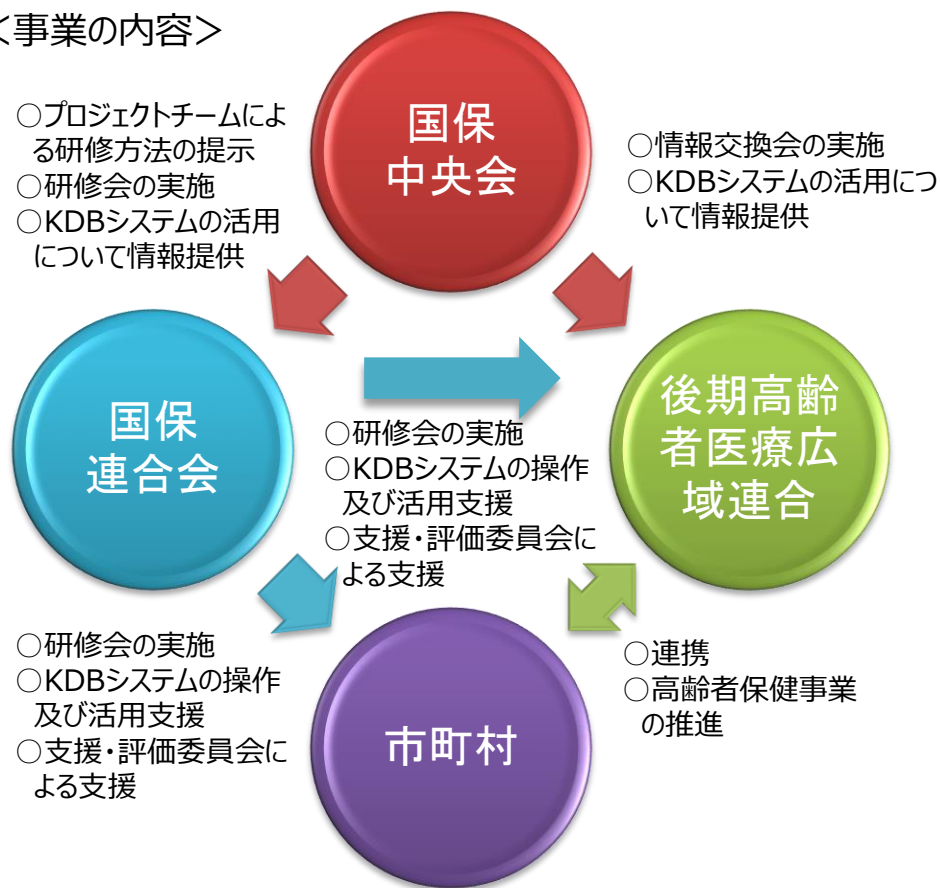 ＜事業の内容＞
国保
中央会
○プロジェクトチームによ
る研修方法の提示
○研修会の実施
○KDBシステムの活用
について情報提供
○情報交換会の実施
○KDBシステムの活用につ
いて情報提供
国保
連合会
○研修会の実施
○KDBシステムの操作
及び活用支援
○支援・評価委員会に
よる支援
後期高齢
者医療広
域連合
○研修会の実施
○KDBシステムの操作
及び活用支援
○支援・評価委員会に
よる支援
市町村
○連携
○高齢者保健事業
の推進